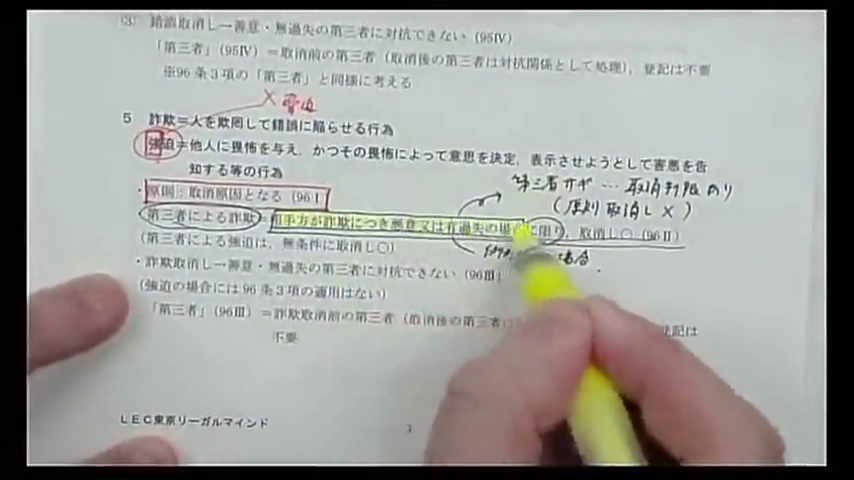 (3) 錯誤取消し→善意・無過失の第三者に対抗できない(95Ⅳ)
「第三者」(95Ⅳ)=取消前の第三者(取消後の第三者は対抗関係として処理),登記は不要
※96条3項の「第三者」と同様に考える
×脅迫
5 詐欺=人を欺罔して錯誤に陥らせる行為
強迫=他人に畏怖を与え,かつその畏怖によって意思を決定,表示させようとして害悪を告
知する等の行為
第三者サギ…取消制限あり
・原則:取消原因となる(96Ⅰ)
(原則取消し×)
第三者による詐欺=相手方が詐欺につき悪意又は有過失の場合に限り,取消し○(96Ⅱ)
(第三者による強迫は,無条件に取消し○)
場合.
・詐欺取消し→善意・無過失の第三者に対抗できない(96Ⅲ)
(強迫の場合には96条3項の適用はない)
「第三者」(96Ⅲ)=詐欺取消前の第三者(取消後の第三者は 登記は
不要
LEC東京リーガルマインド
1